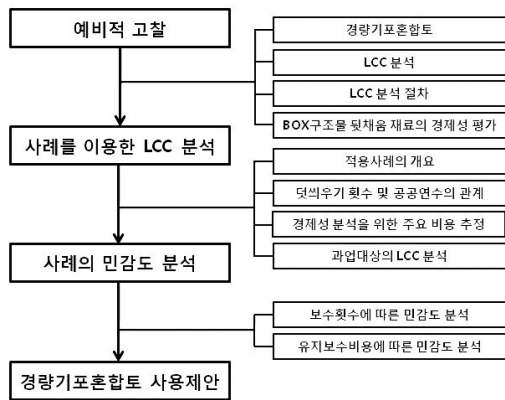 예비적 고찰
경량기포혼합토
LCC 분석
LCC 분석 절차
BOX구조물 뒷채움 재료의 경제성 평가
사례를 이용한 LCC 분석
적용사례의 개요
덧씌우기 횟수 및 공공연수의 관계
경제성 분석을 위한 주요 비용 추정
과업대상의 LCC 분석
사례의 민감도 분석
보수횟수에 따른 민감도 분석
유지보수비용에 따른 민감도 분석
경량기포혼합토 사용제안